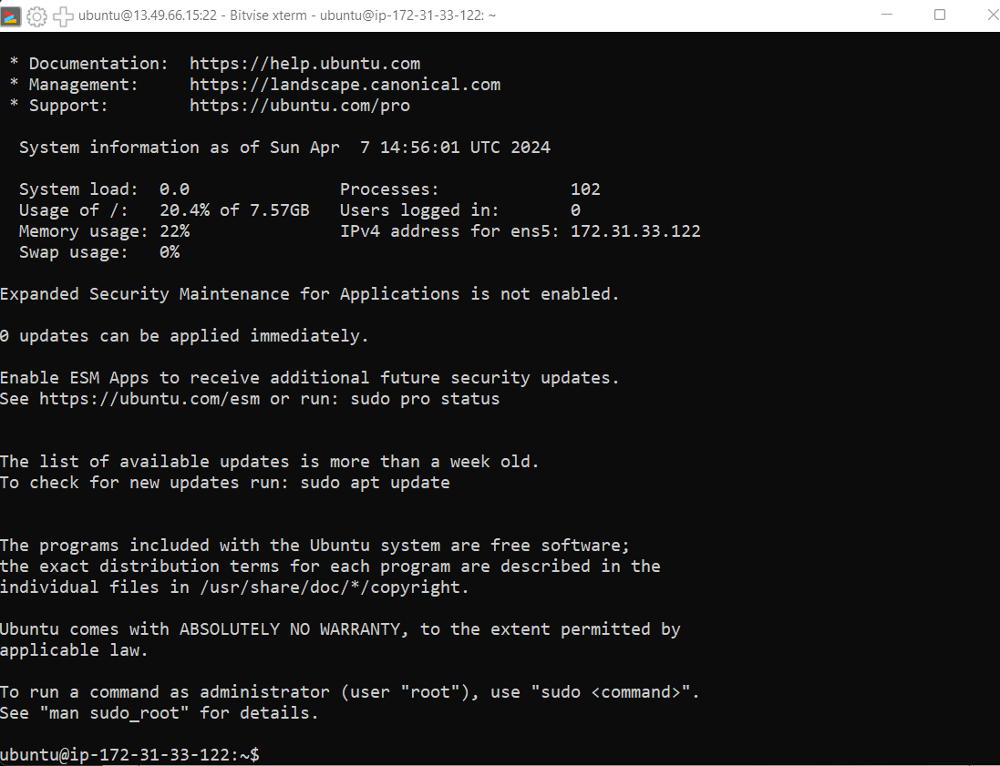 ubuntu@13.49.66.15:22 - Bitvise xterm - ubuntu@ip-172-31-33-122: ~
* Documentation:  https://help.ubuntu.com
* Management:     https://landscape.canonical.com
* Support:        https://ubuntu.com/pro
System information as of Sun Apr  7 14:56:01 UTC 2024
System load:  0.0               Processes:             102
Usage of /:   20.4% of 7.57GB   Users logged in:       0
Memory usage: 22%               IPv4 address for ens5: 172.31.33.122
Swap usage:   0%
Expanded Security Maintenance for Applications is not enabled.
0 updates can be applied immediately.
Enable ESM Apps to receive additional future security updates.
See https://ubuntu.com/esm or run: sudo pro status
The list of available updates is more than a week old.
To check for new updates run: sudo apt update
The programs included with the Ubuntu system are free software;
the exact distribution terms for each program are described in the
individual files in /usr/share/doc/*/copyright.
Ubuntu comes with ABSOLUTELY NO WARRANTY, to the extent permitted by
applicable law.
To run a command as administrator (user "root"), use "sudo <command>".
See "man sudo_root" for details.
ubuntu@ip-172-31-33-122:~$